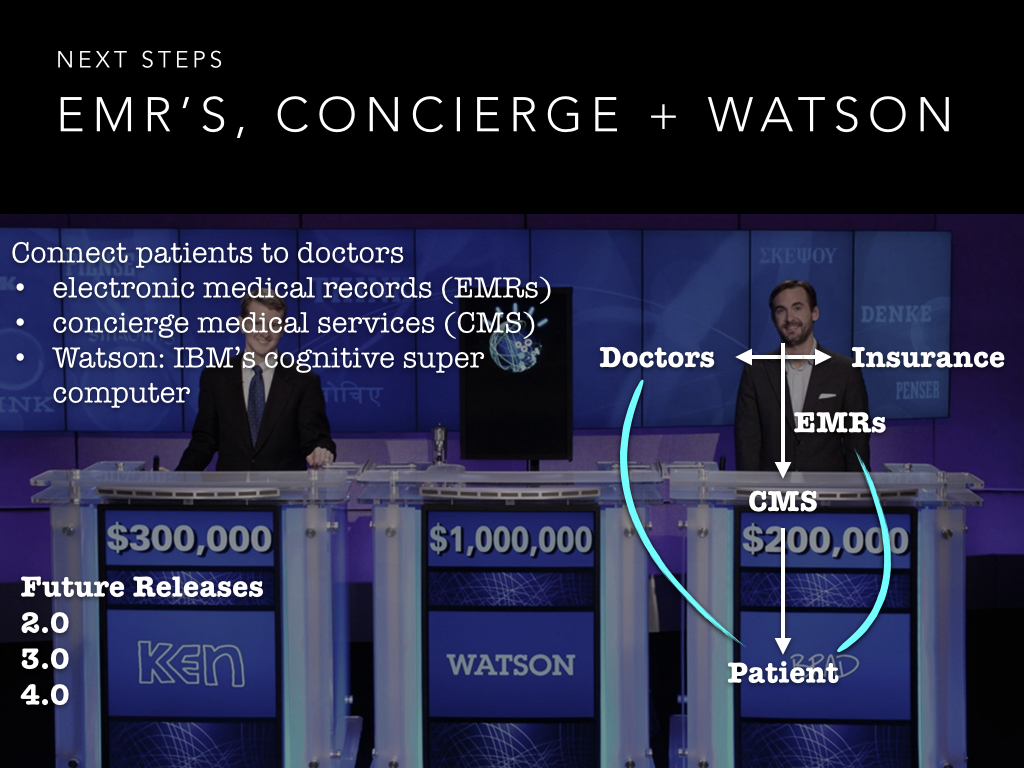 NEXT STEPS
EMR’S, CONCIERGE + WATSON
Connect patients to doctors
• electronic medical records (EMRs)
• concierge medical services (CMS)
• Watson: IBM’s cognitive super
computer
ΣΚΕΨΟΥ
DENKE
PENSER
Doctors
Insurance
EMRs
CMS
$300,000
$1,000,000
$200,000
Future Releases
2.0
3.0
4.0
Ken
WATSON
BRAD
Patient